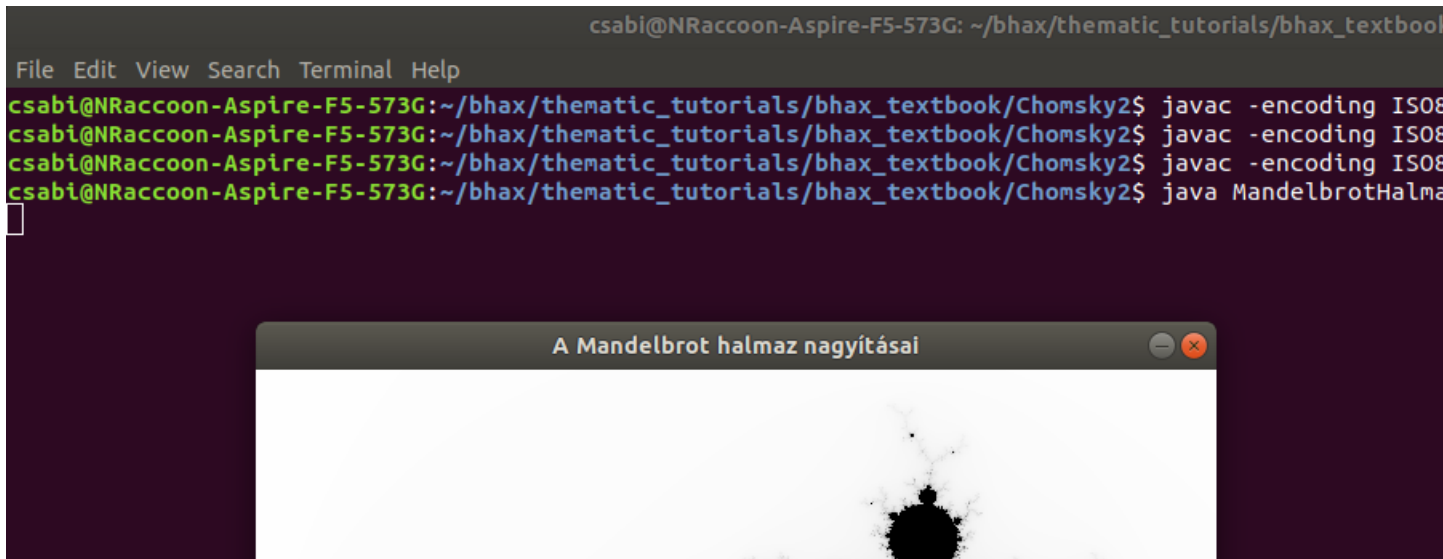 csabi@NRaccoon-Aspire-F5-573G: ~/bhax/thematic_tutorials/bhax_textbook
File Edit View Search Terminal Help
csabi@NRaccoon-Aspire-F5-573G:~/bhax/thematic_tutorials/bhax_textbook/Chomsky2$ javac -encoding ISO8
csabi@NRaccoon-Aspire-F5-573G:~/bhax/thematic_tutorials/bhax_textbook/Chomsky2$ javac -encoding ISO8
csabi@NRaccoon-Aspire-F5-573G:~/bhax/thematic_tutorials/bhax_textbook/Chomsky2$ javac -encoding ISO8
csabi@NRaccoon-Aspire-F5-573G:~/bhax/thematic_tutorials/bhax_textbook/Chomsky2$ java MandelbrotHalma
A Mandelbrot halmaz nagyításai